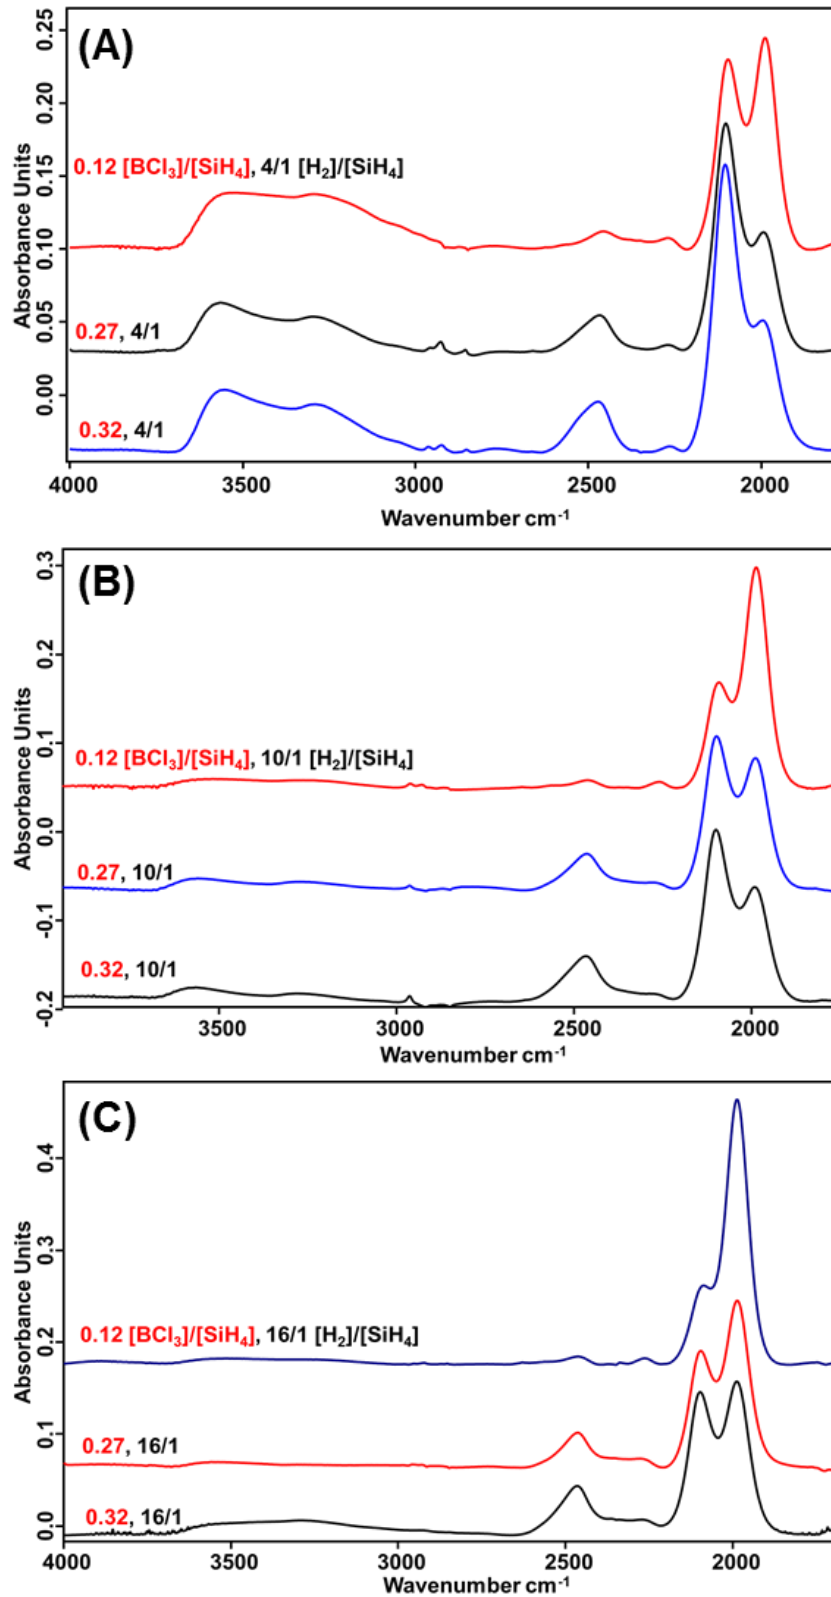 (A)
0.25
0.20
0.15
0.10
0.05
0.00
Absorbance Units
0.12 [BCl₃]/[SiH₄], 4/1 [H₂]/[SiH₄]
0.27, 4/1
0.32, 4/1
4000 3500 3000 2500 2000
Wavenumber cm⁻¹
(B)
0.3
0.2
0.1
0.0
-0.1
-0.2
Absorbance Units
0.12 [BCl₃]/[SiH₄], 10/1 [H₂]/[SiH₄]
0.27, 10/1
0.32, 10/1
3500 3000 2500 2000
Wavenumber cm⁻¹
(C)
0.4
0.3
0.2
0.1
0.0
Absorbance Units
0.12 [BCl₃]/[SiH₄], 16/1 [H₂]/[SiH₄]
0.27, 16/1
0.32, 16/1
4000 3500 3000 2500 2000
Wavenumber cm⁻¹